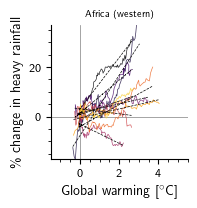 Africa (western)
% change in heavy rainfall
20
0
0
2
4
Global warming [°C]